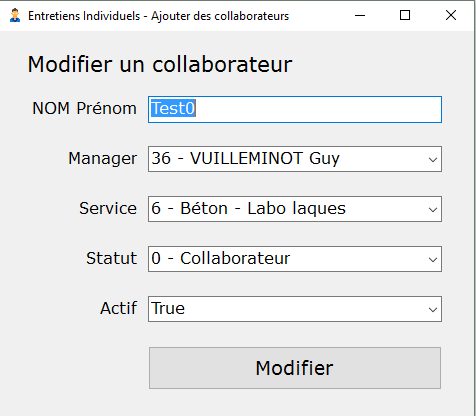 Entretiens Individuels - Ajouter des collaborateurs
Modifier un collaborateur
NOM Prénom Test0
Manager 36 - VUILLEMINOT Guy
Service 6 - Béton - Labo laques
Statut 0 - Collaborateur
Actif True
Modifier